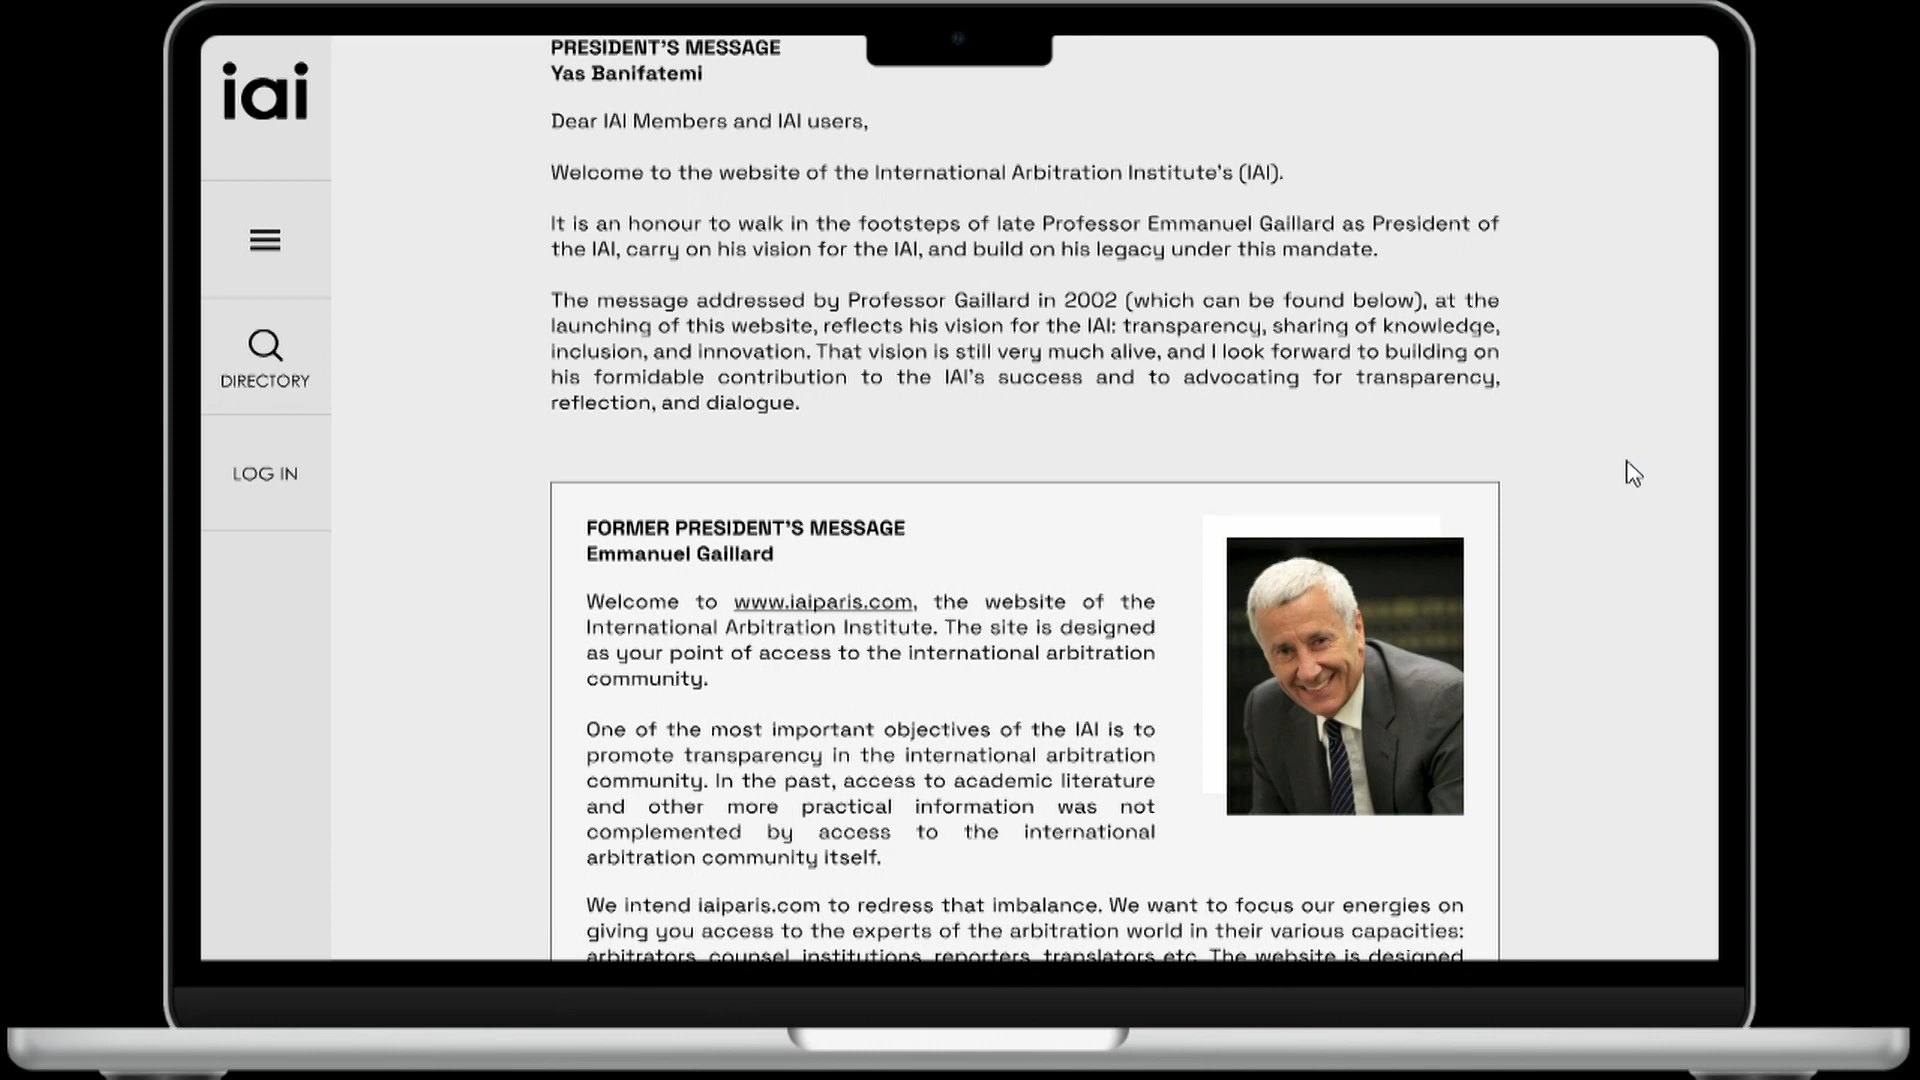 iai
DIRECTORY
LOG IN
PRESIDENT'S MESSAGE
Yas Banifatemi
Dear IAI Members and IAI users,
Welcome to the website of the International Arbitration Institute's (IAI).
It is an honour to walk in the footsteps of late Professor Emmanuel Gaillard as President of
the IAI, carry on his vision for the IAI, and build on his legacy under this mandate.
The message addressed by Professor Gaillard in 2002 (which can be found below), at the
launching of this website, reflects his vision for the IAI: transparency, sharing of knowledge,
inclusion, and innovation. That vision is still very much alive, and I look forward to building on
his formidable contribution to the IAI's success and to advocating for transparency,
reflection, and dialogue.
FORMER PRESIDENT'S MESSAGE
Emmanuel Gaillard
Welcome to www.iaiparis.com, the website of the
International Arbitration Institute. The site is designed
as your point of access to the international arbitration
community.
One of the most important objectives of the IAI is to
promote transparency in the international arbitration
community. In the past, access to academic literature
and other more practical information was not
complemented by access to the international
arbitration community itself.
We intend iaiparis.com to redress that imbalance. We want to focus our energies on
giving you access to the experts of the arbitration world in their various capacities:
arbitrators, counsel, institutions, reporters, translators etc. The website is designed